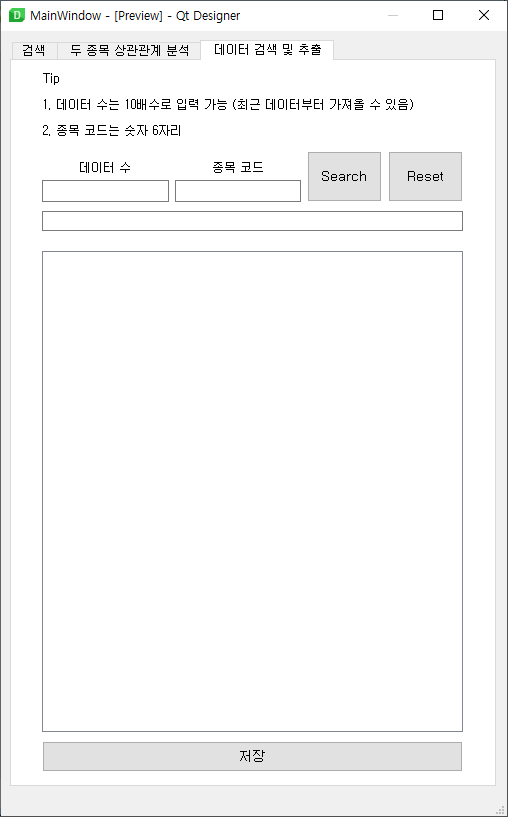 MainWindow - [Preview] - Qt Designer
검색 두 종목 상관관계 분석 데이터 검색 및 추출
Tip
1. 데이터 수는 10배수로 입력 가능 (최근 데이터부터 가져올 수 있음)
2. 종목 코드는 숫자 6자리
데이터 수 종목 코드 Search Reset
저장